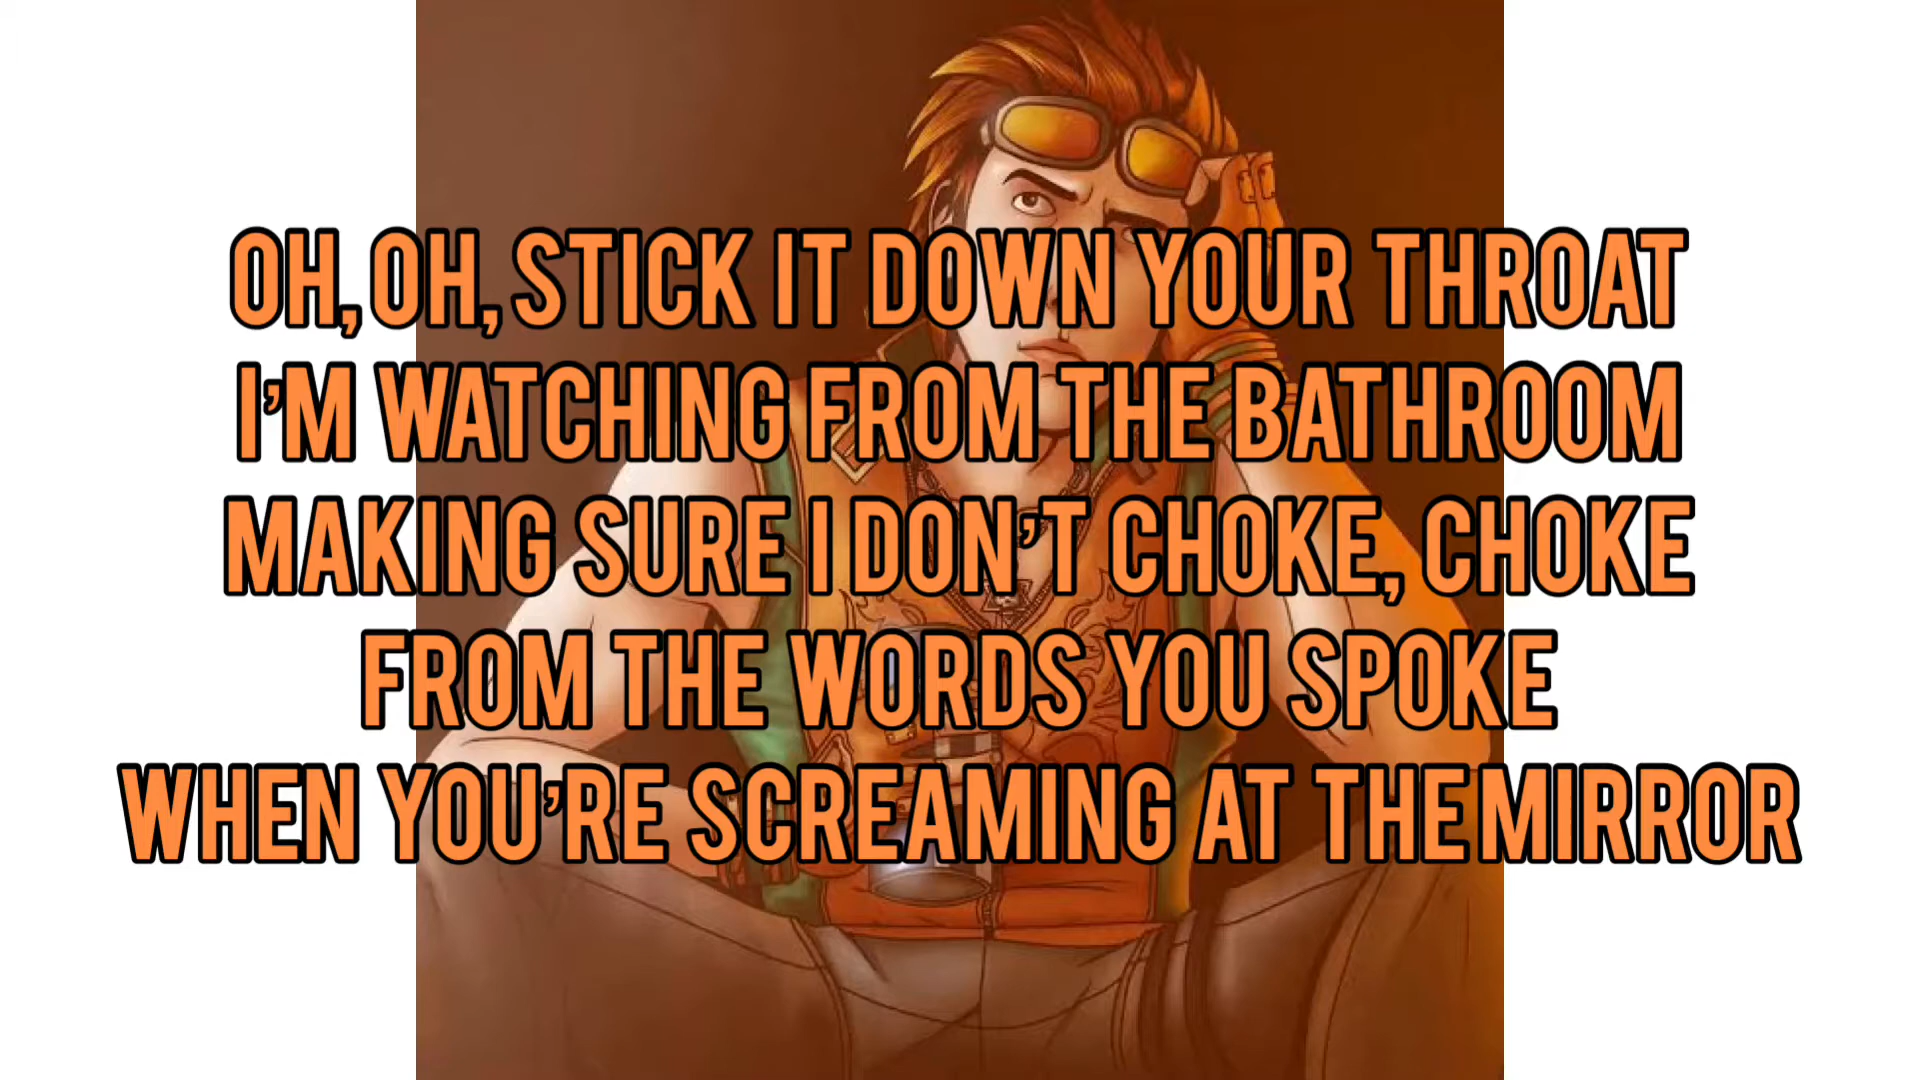 OH, OH, STICK IT DOWN YOUR THROAT
I'M WATCHING FROM THE BATHROOM
MAKING SURE I DON'T CHOKE, CHOKE
FROM THE WORDS YOU SPOKE
WHEN YOU'RE SCREAMING AT THE MIRROR